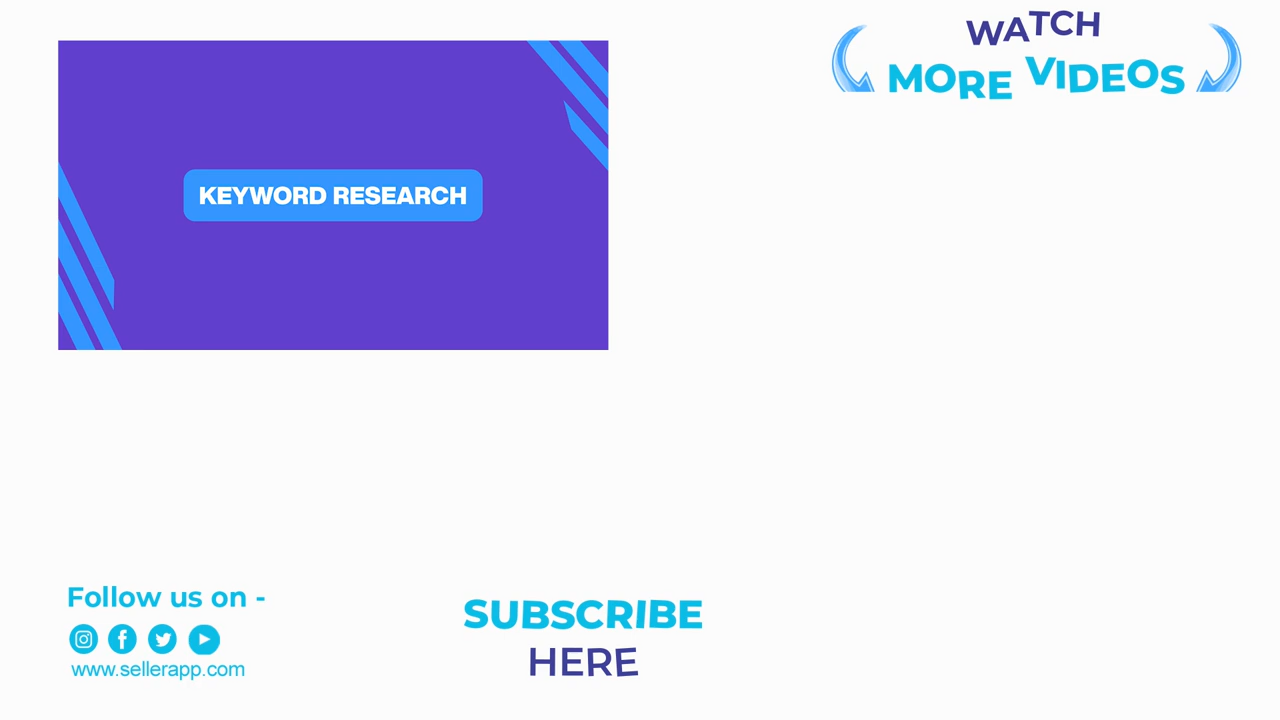 WATCH
MORE VIDEOS
KEYWORD RESEARCH
Follow us on -
www.sellerapp.com
SUBSCRIBE
HERE